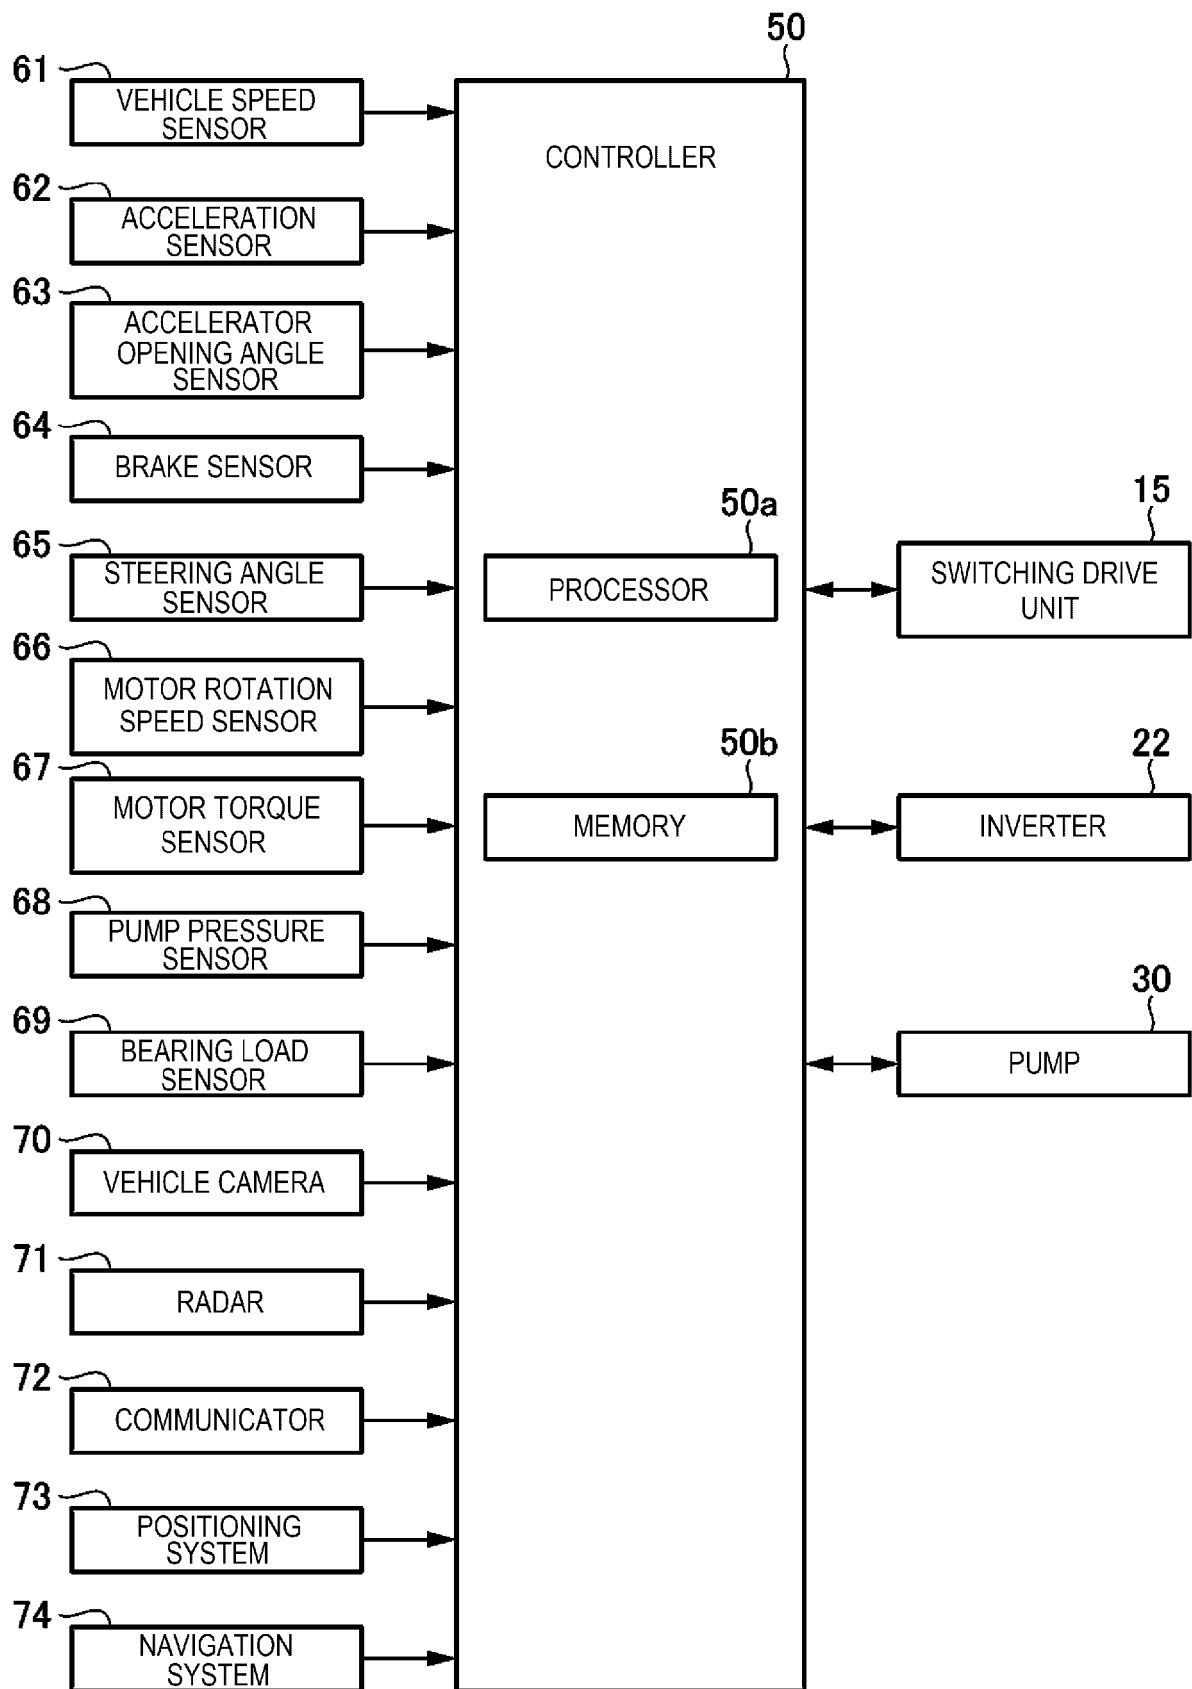 50
61
VEHICLE SPEED
SENSOR
CONTROLLER
62
ACCELERATION
SENSOR
63
ACCELERATOR
OPENING ANGLE
SENSOR
64
BRAKE SENSOR
65
STEERING ANGLE
SENSOR
50a
PROCESSOR
15
SWITCHING DRIVE
UNIT
66
MOTOR ROTATION
SPEED SENSOR
67
MOTOR TORQUE
SENSOR
50b
MEMORY
22
INVERTER
68
PUMP PRESSURE
SENSOR
69
BEARING LOAD
SENSOR
30
PUMP
70
VEHICLE CAMERA
71
RADAR
72
COMMUNICATOR
73
POSITIONING
SYSTEM
74
NAVIGATION
SYSTEM